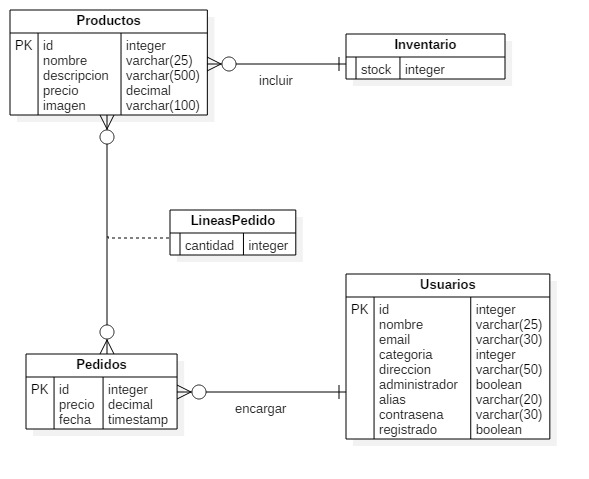 Productos
PK id integer
nombre varchar(25)
descripcion varchar(500)
precio decimal
imagen varchar(100)
Inventario
stock integer
incluir
LineasPedido
cantidad integer
Usuarios
PK id integer
nombre varchar(25)
email varchar(30)
categoria integer
direccion varchar(50)
administrador boolean
alias varchar(20)
contrasena varchar(30)
registrado boolean
Pedidos
PK id integer
precio decimal
fecha timestamp
encargar